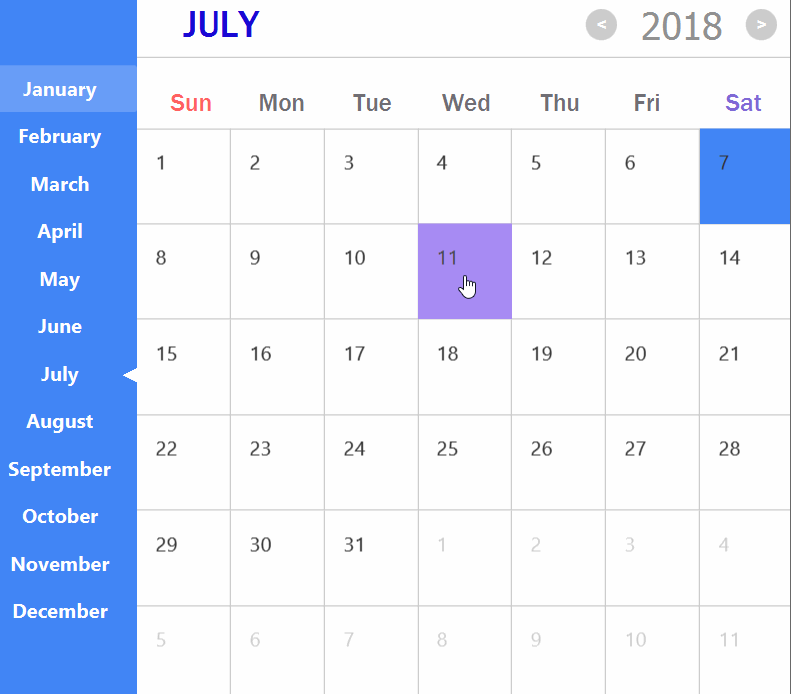 JULY < 2018 >
January
February
March
April
May
June
July
August
September
October
November
December
Sun Mon Tue Wed Thu Fri Sat
1 2 3 4 5 6 7
8 9 10 11 12 13 14
15 16 17 18 19 20 21
22 23 24 25 26 27 28
29 30 31 1 2 3 4
5 6 7 8 9 10 11